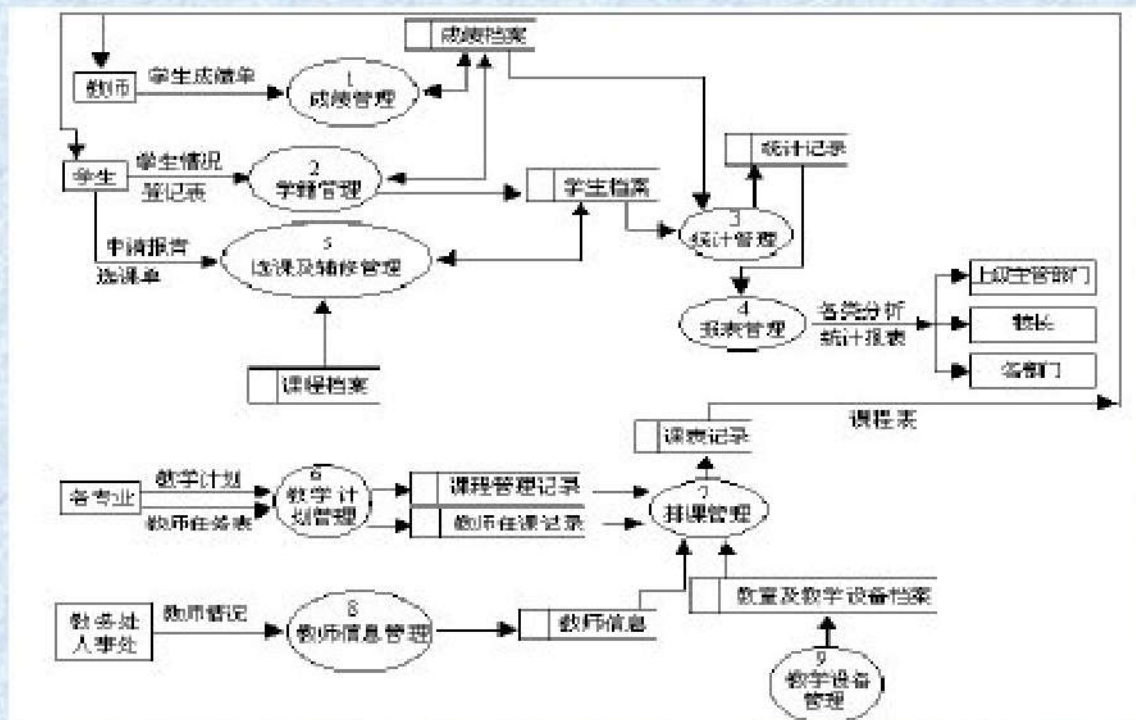 成绩档案
教师
学生成绩单
1
成绩管理
统计记录
学生
学生情况
登记表
2
学籍管理
学生档案
3
统计管理
申请报告
选课单
5
选课及辅修管理
上级主管部门
4
报表管理
各类分析
统计报表
校长
各部门
课程档案
课程表
课表记录
各专业
教学计划
教师任务表
6
教学计
划管理
课程管理记录
教师任课记录
7
排课管理
教室及教学设备档案
教务处
人事处
教师情况
8
教师信息管理
教师信息
9
教学设备
管理